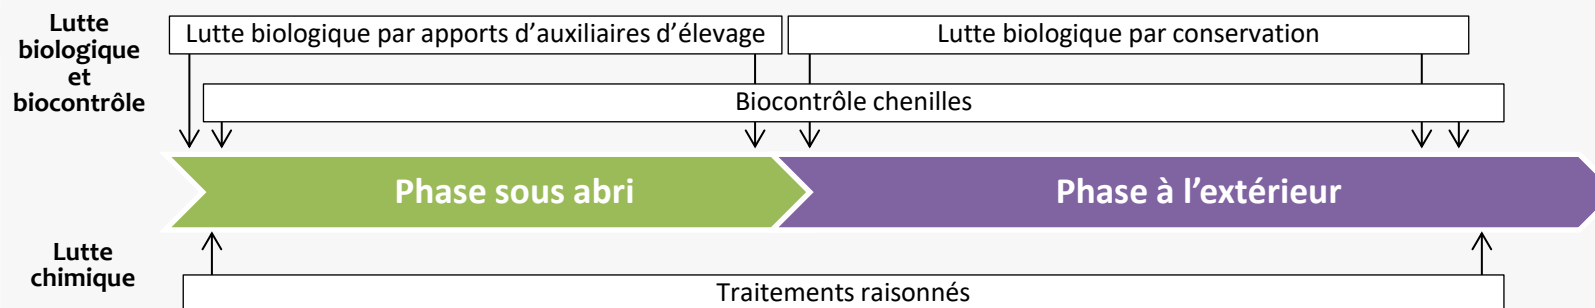 Lutte
biologique
et
biocontrôle
Lutte biologique par apports d’auxiliaires d’élevage
Lutte biologique par conservation
Biocontrôle chenilles
Phase sous abri
Phase à l’extérieur
Lutte
chimique
Traitements raisonnés